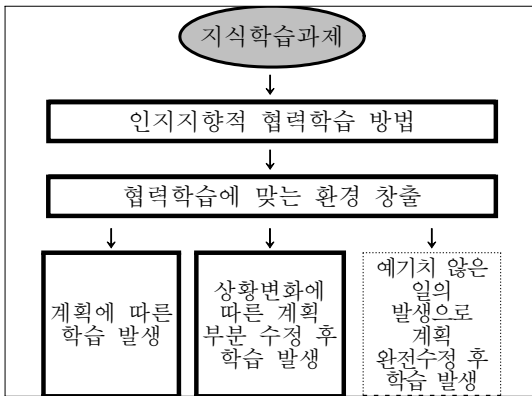 지식학습과제
인지지향적 협력학습 방법
협력학습에 맞는 환경 창출
계획에 따른
학습 발생
상황변화에
따른 계획
부분 수정 후
학습 발생
예기치 않은
일의
발생으로
계획
완전수정 후
학습 발생